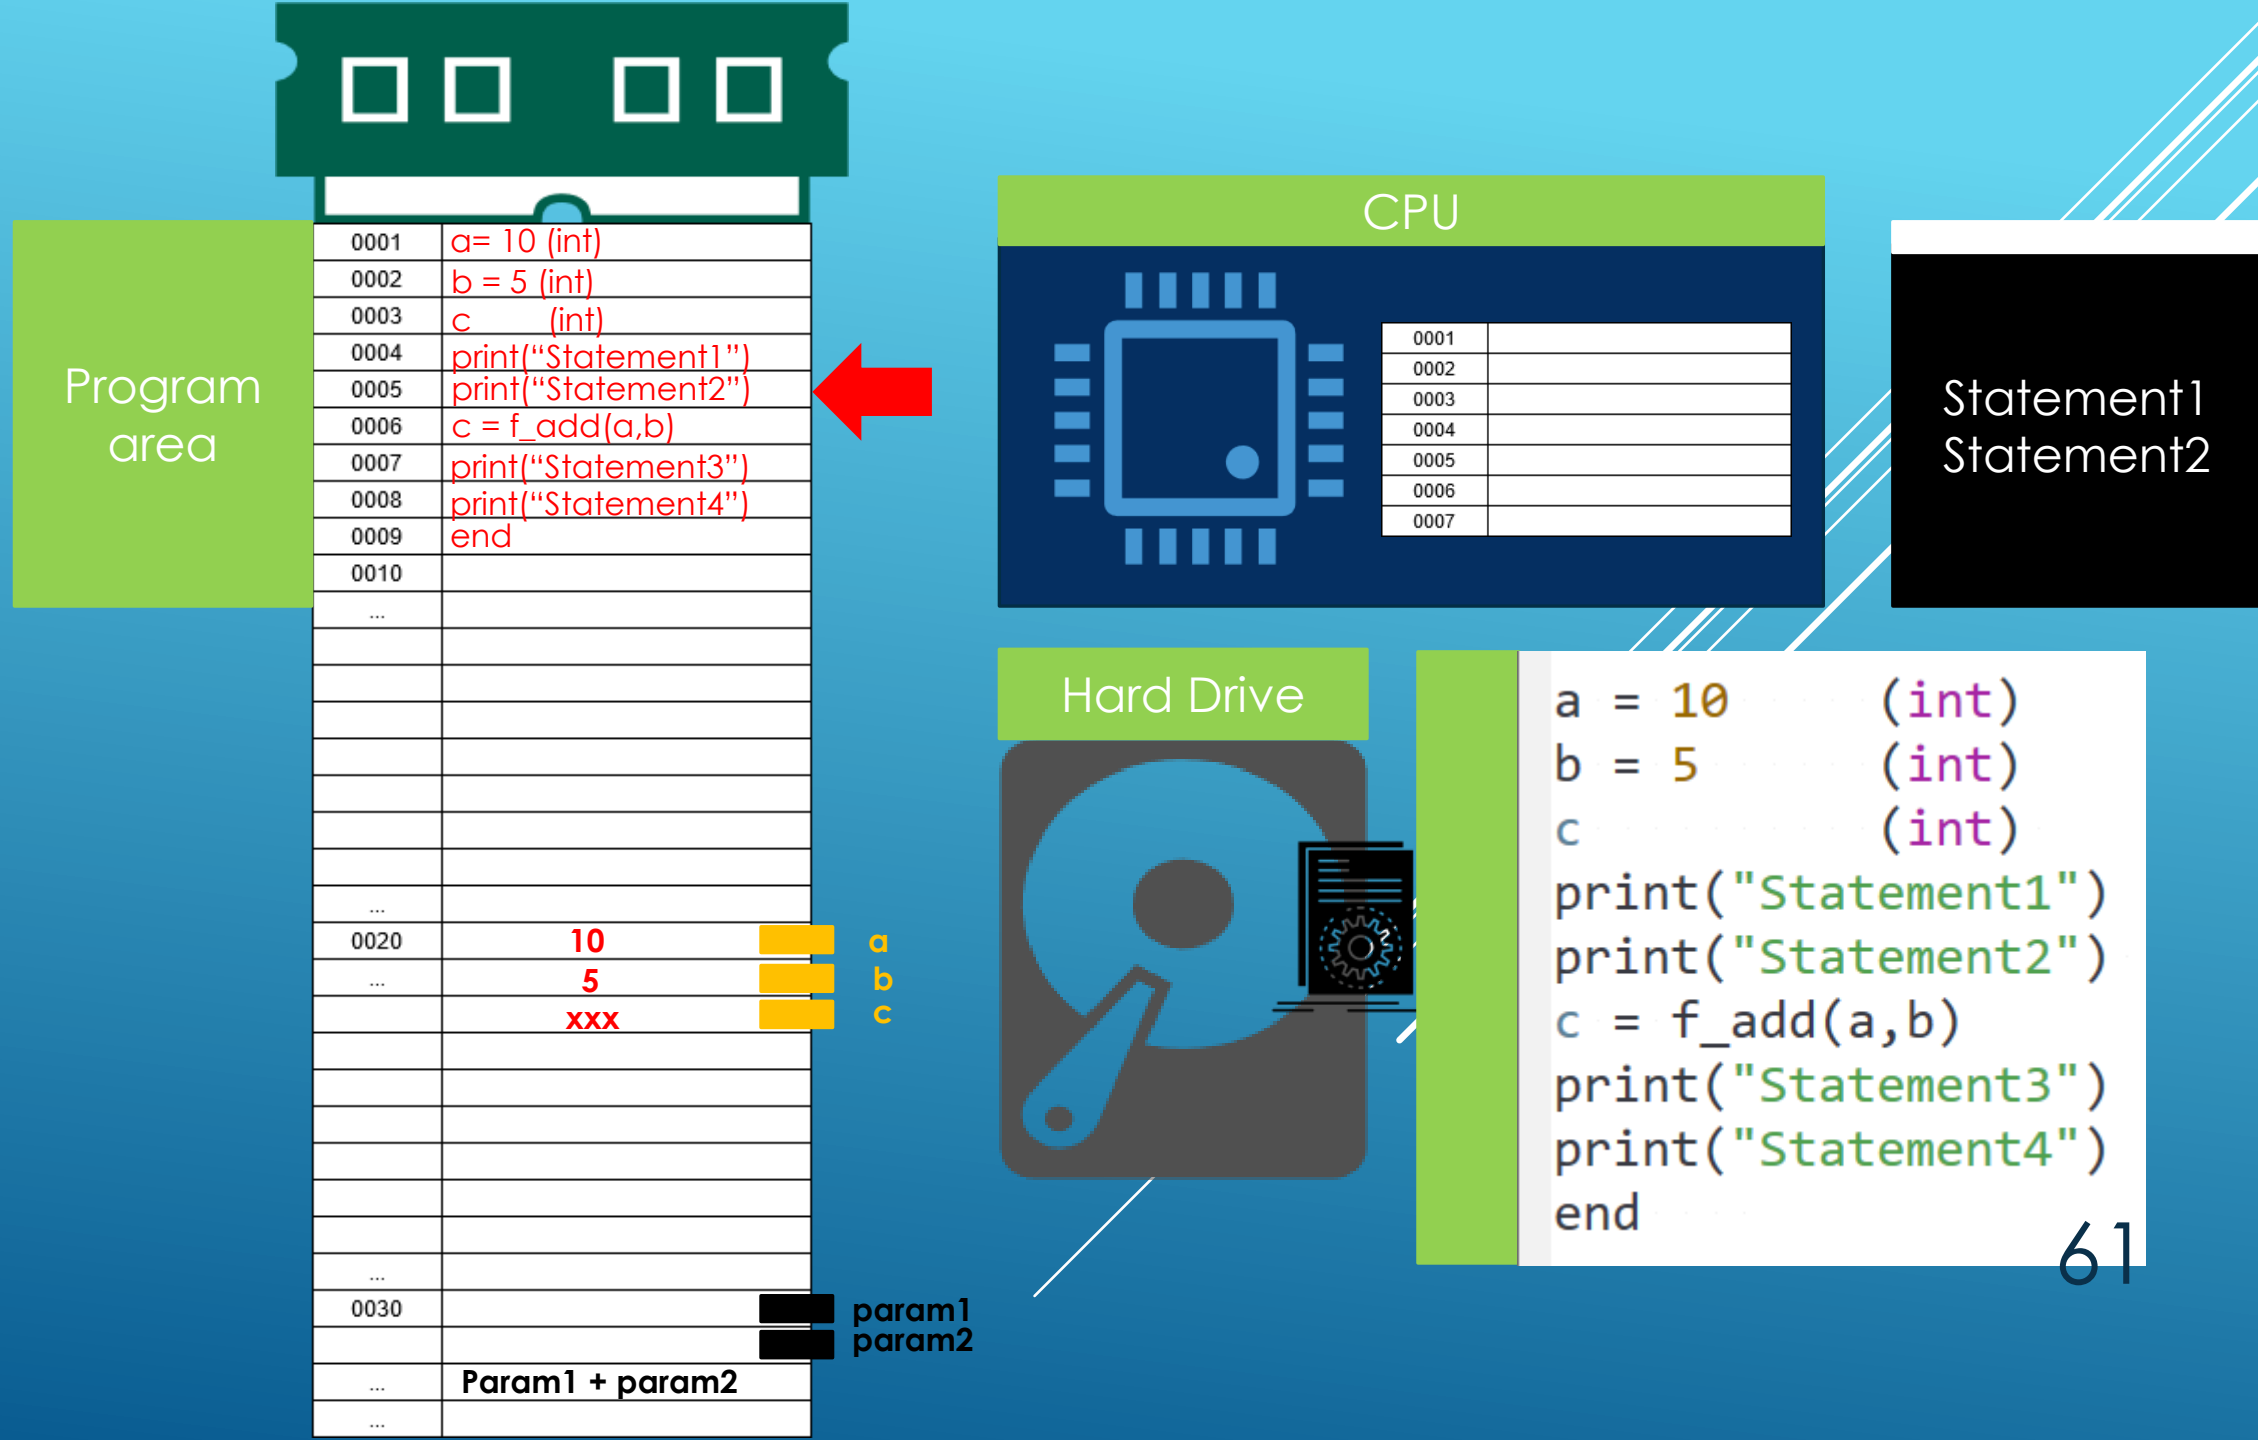 Program
area
0001 a= 10 (int)
0002 b = 5 (int)
0003 c (int)
0004 print(“Statement1”)
0005 print(“Statement2”)
0006 c = f_add(a,b)
0007 print(“Statement3”)
0008 print(“Statement4”)
0009 end
0010
...
...
0020 10 a
... 5 b
xxx c
...
0030 param1
param2
... Param1 + param2
...
CPU
0001
0002
0003
0004
0005
0006
0007
Statement1
Statement2
Hard Drive
a = 10 (int)
b = 5 (int)
c (int)
print("Statement1")
print("Statement2")
c = f_add(a,b)
print("Statement3")
print("Statement4")
end
61